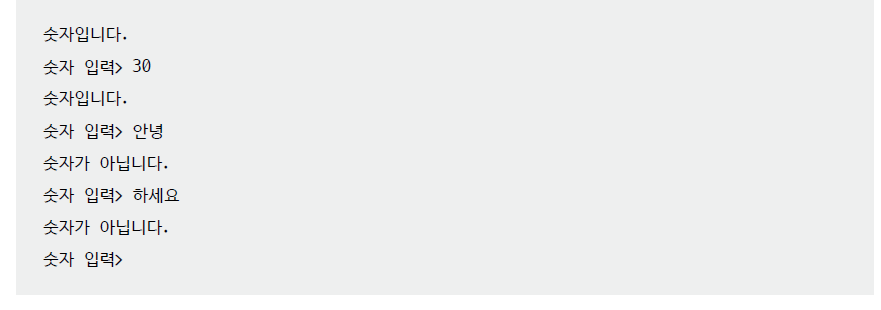 숫자입니다.
숫자 입력> 30
숫자입니다.
숫자 입력> 안녕
숫자가 아닙니다.
숫자 입력> 하세요
숫자가 아닙니다.
숫자 입력>